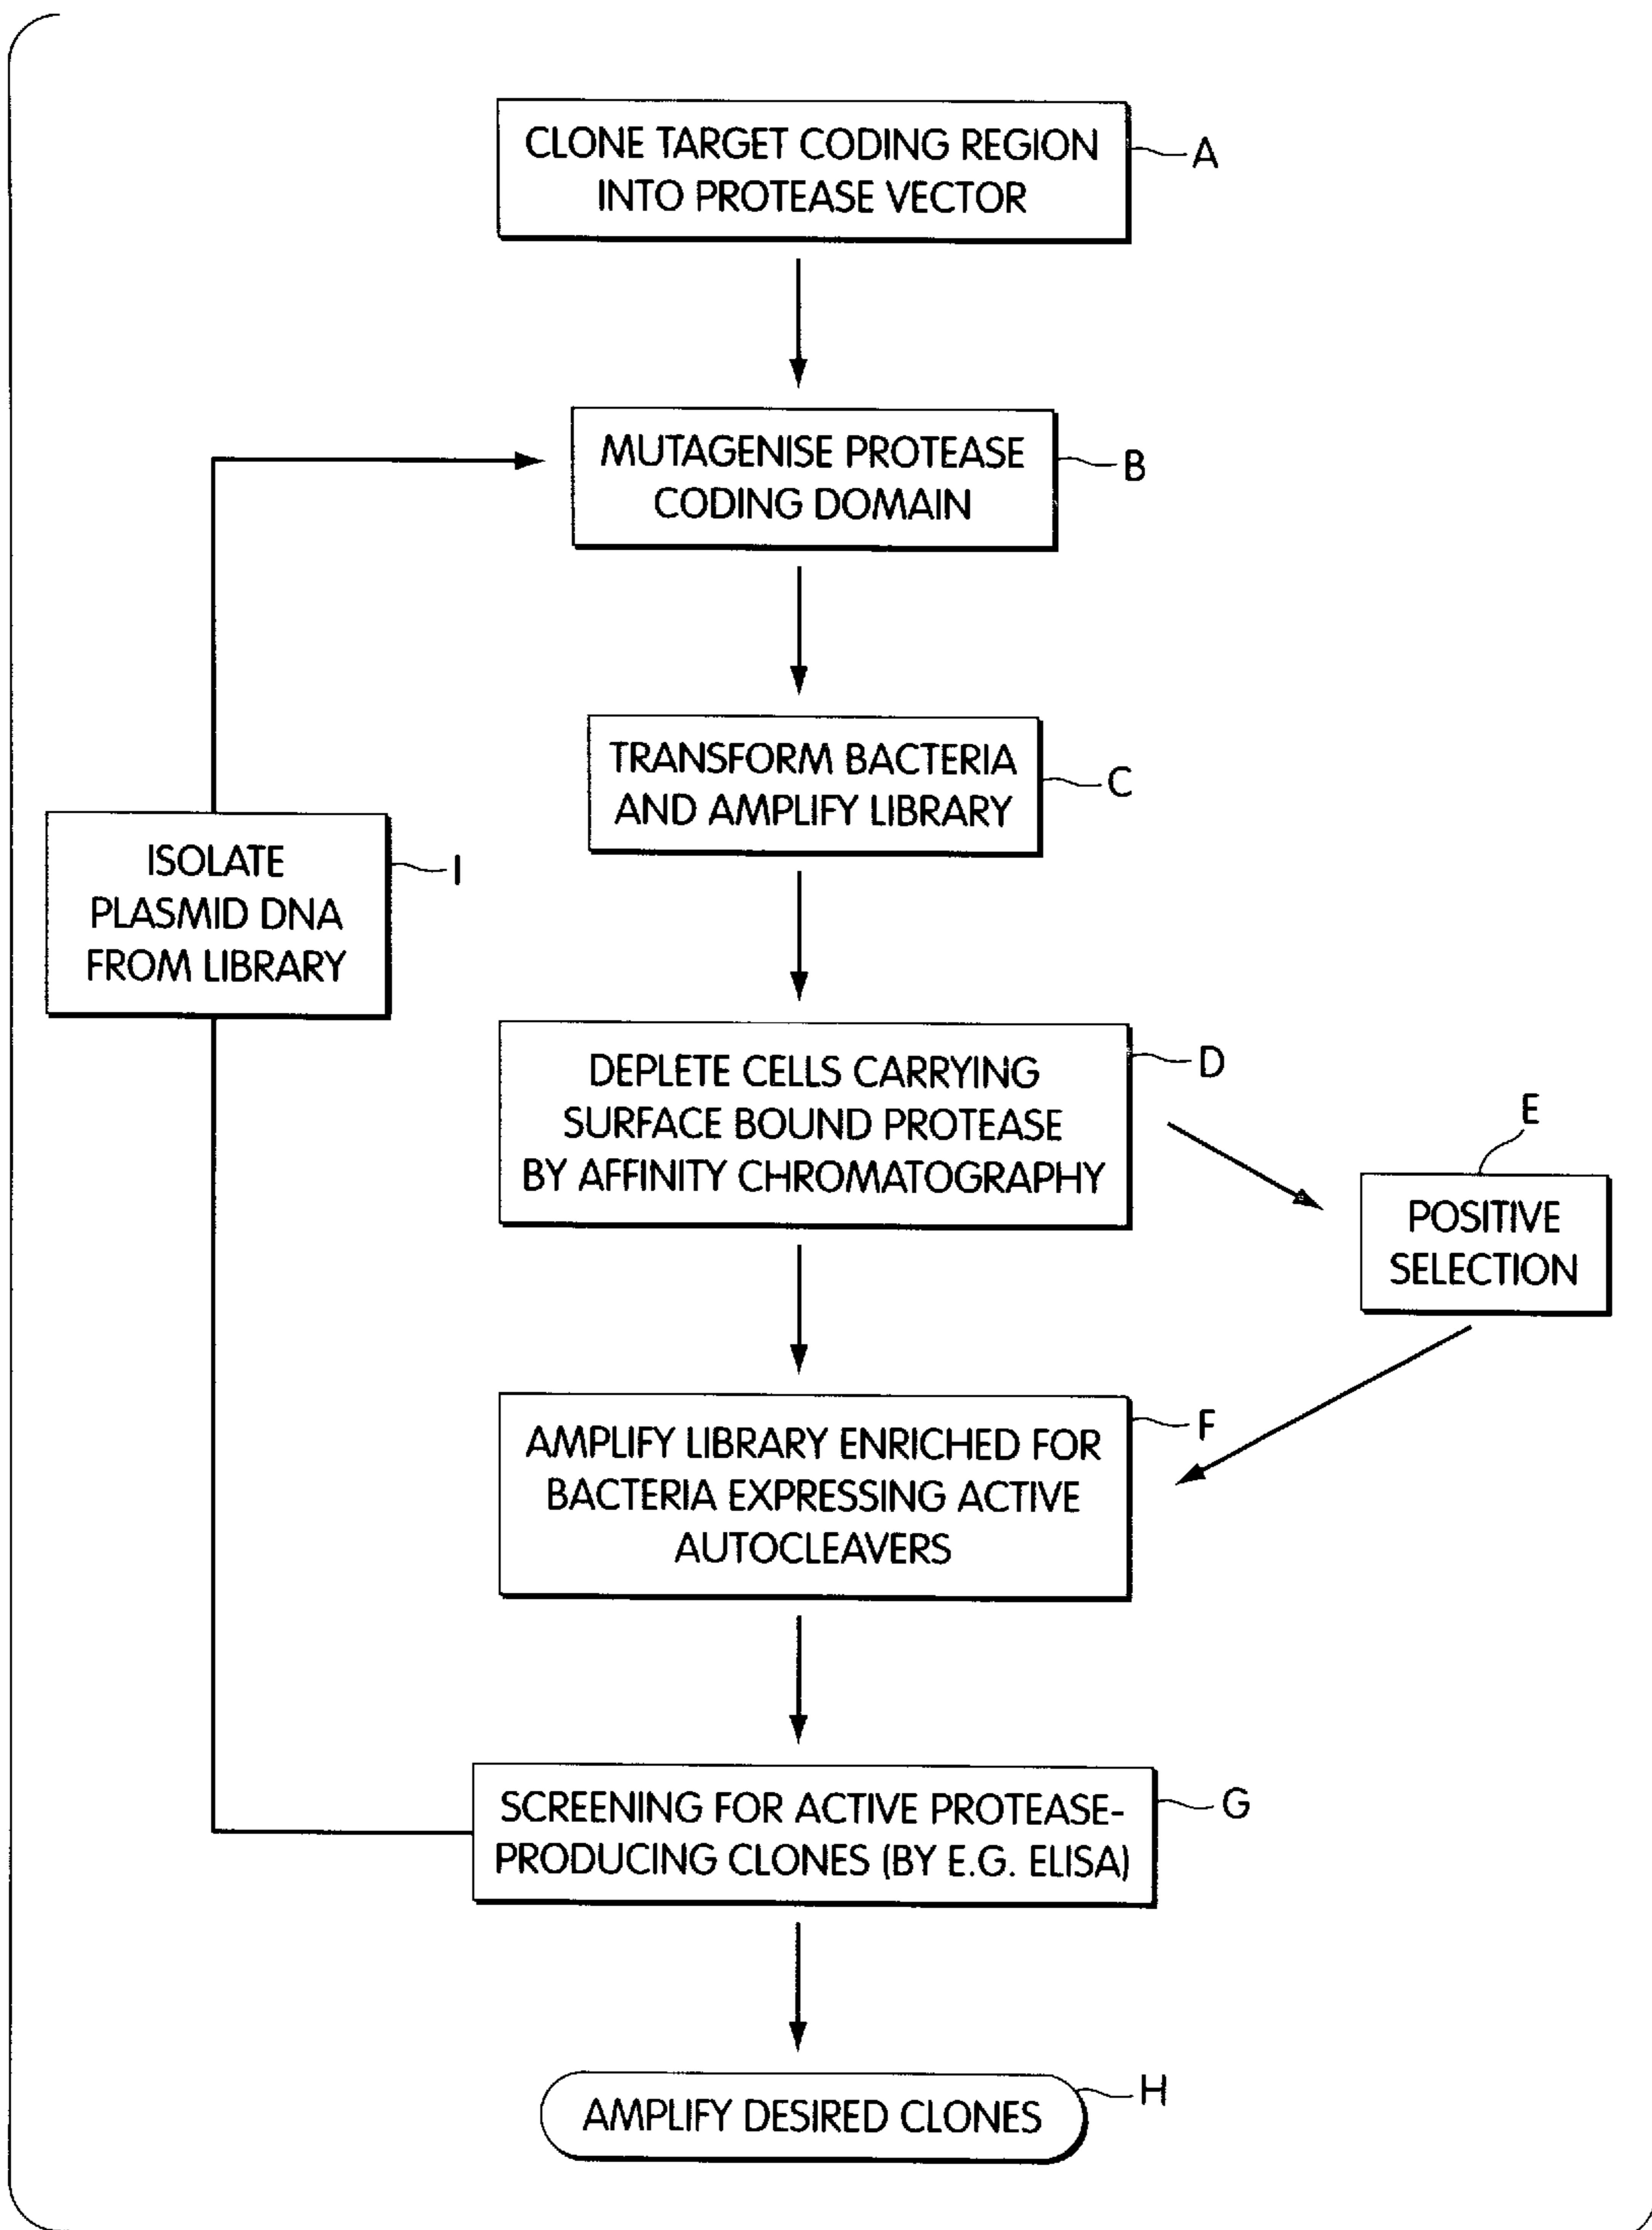 CLONE TARGET CODING REGION
INTO PROTEASE VECTOR
A
MUTAGENISE PROTEASE
CODING DOMAIN
B
TRANSFORM BACTERIA
AND AMPLIFY LIBRARY
C
ISOLATE
PLASMID DNA
FROM LIBRARY
I
DEPLETE CELLS CARRYING
SURFACE BOUND PROTEASE
BY AFFINITY CHROMATOGRAPHY
D
E
POSITIVE
SELECTION
AMPLIFY LIBRARY ENRICHED FOR
BACTERIA EXPRESSING ACTIVE
AUTOCLEAVERS
F
SCREENING FOR ACTIVE PROTEASE-
PRODUCING CLONES (BY E.G. ELISA)
G
AMPLIFY DESIRED CLONES
H